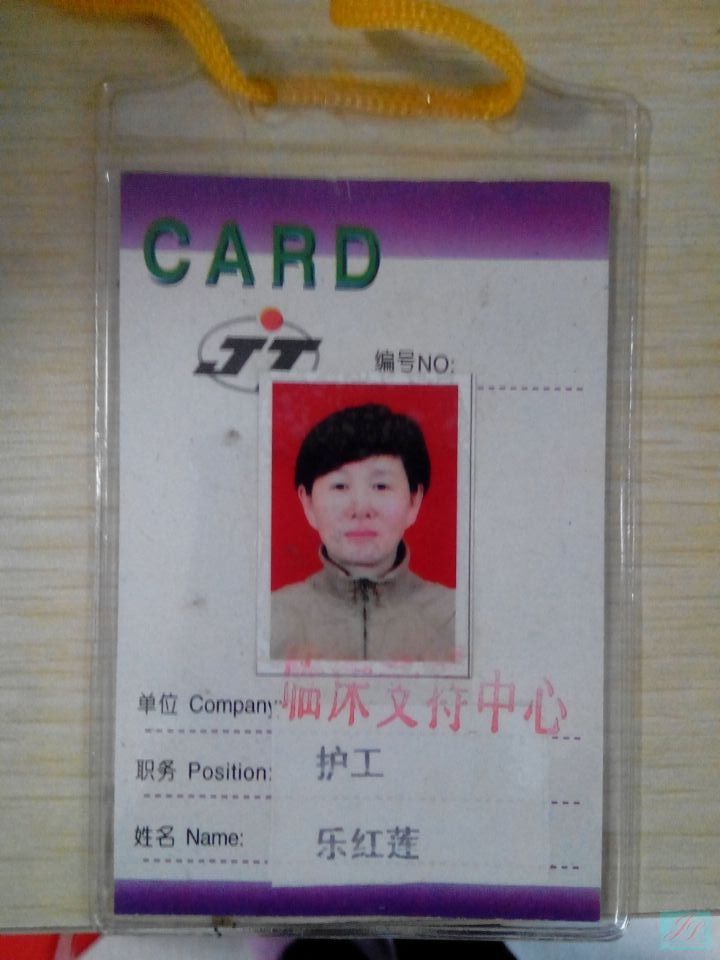 CARD
JT
编号NO:
单位 Company:
临床支持中心
职务 Position:
护工
姓名 Name:
乐红莲